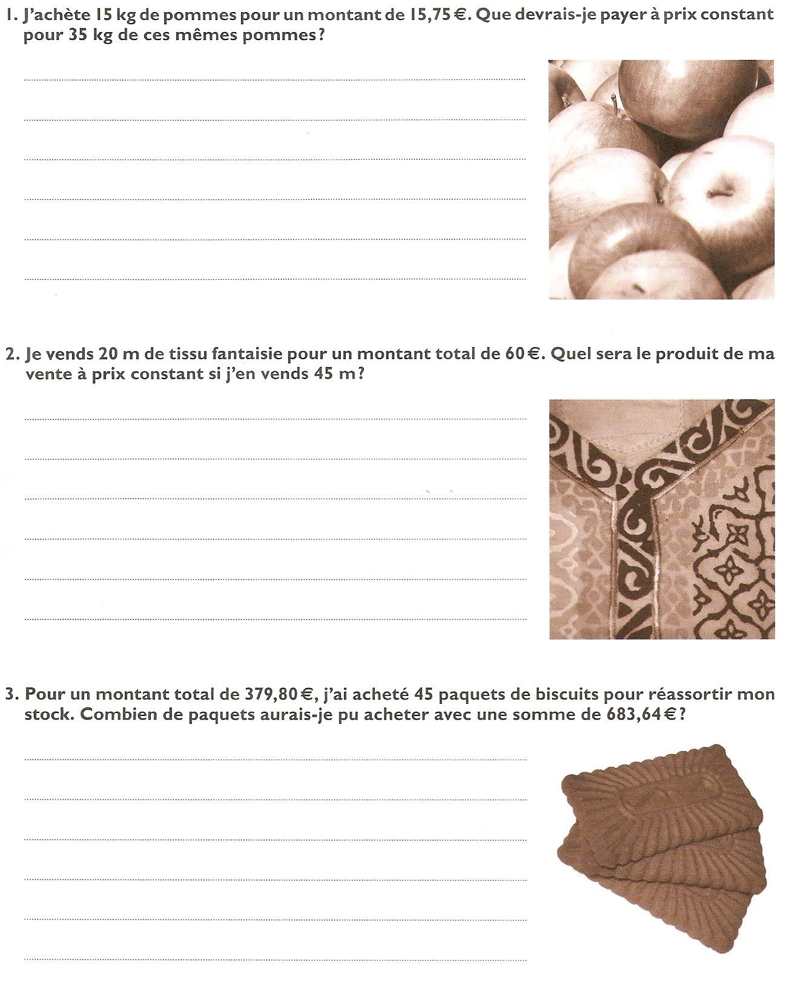 1. J’achète 15 kg de pommes pour un montant de 15,75 €. Que devrais-je payer à prix constant
pour 35 kg de ces mêmes pommes?
2. Je vends 20 m de tissu fantaisie pour un montant total de 60 €. Quel sera le produit de ma
vente à prix constant si j’en vends 45 m?
3. Pour un montant total de 379,80 €, j’ai acheté 45 paquets de biscuits pour réassortir mon
stock. Combien de paquets aurais-je pu acheter avec une somme de 683,64 €?